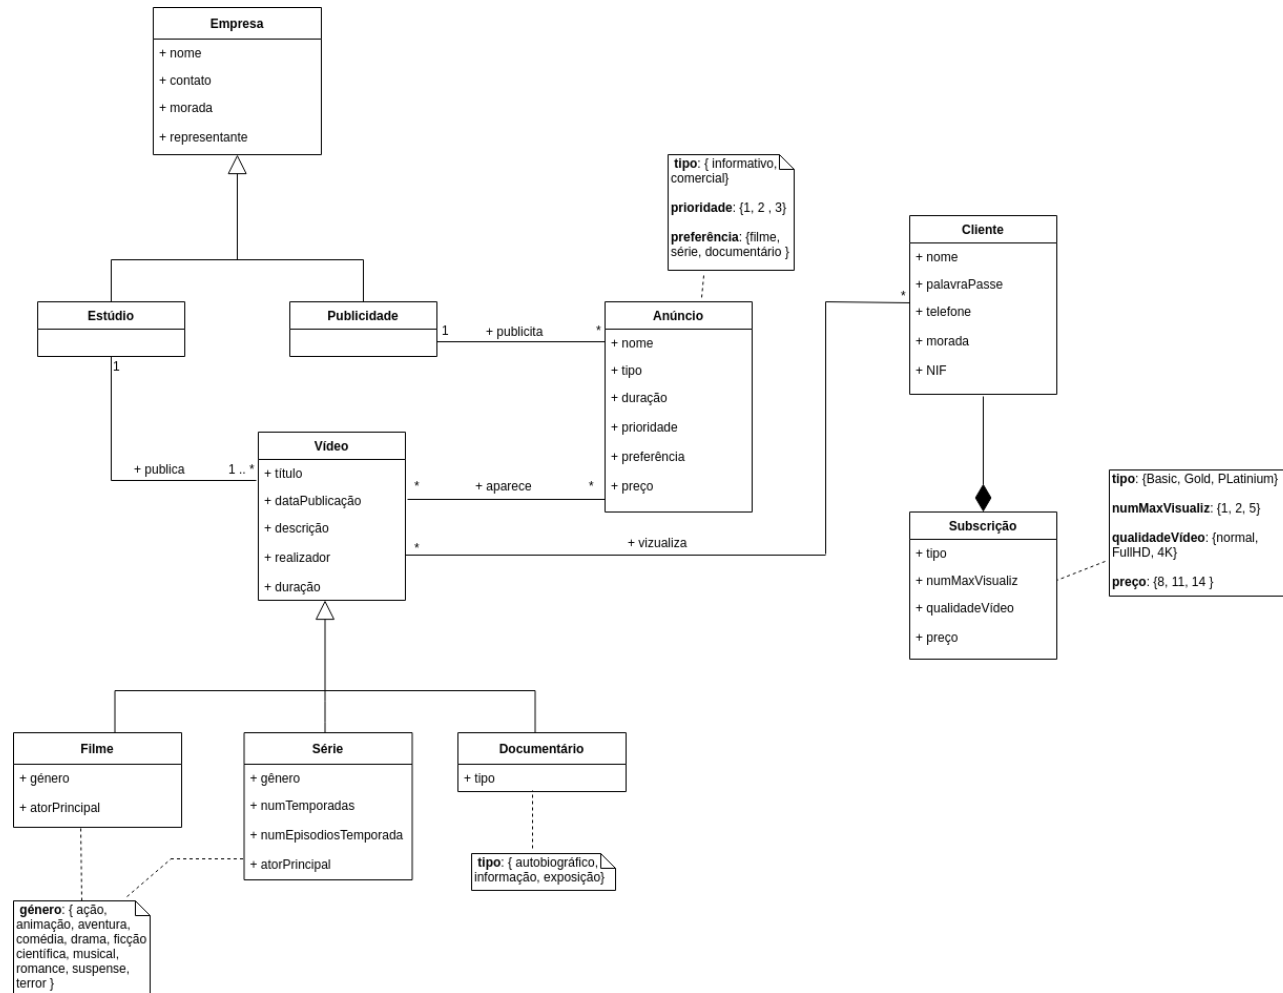 Empresa
+ nome
+ contato
+ morada
+ representante
tipo: { informativo,
comercial}
prioridade: {1, 2 , 3}
preferência: {filme,
série, documentário }
Cliente
+ nome
+ palavraPasse
+ telefone
+ morada
+ NIF
*
Estúdio
Publicidade
1
+ publicita
*
Anúncio
+ nome
+ tipo
+ duração
+ prioridade
+ preferência
+ preço
1
+ publica
1 .. *
Vídeo
+ título
+ dataPublicação
+ descrição
+ realizador
+ duração
*
+ aparece
*
*
+ vizualiza
Subscrição
+ tipo
+ numMaxVisualiz
+ qualidadeVídeo
+ preço
tipo: {Basic, Gold, PLatinium}
numMaxVisualiz: {1, 2, 5}
qualidadeVídeo: {normal,
FullHD, 4K}
preço: {8, 11, 14 }
Filme
+ género
+ atorPrincipal
Série
+ gênero
+ numTemporadas
+ numEpisodiosTemporada
+ atorPrincipal
Documentário
+ tipo
tipo: { autobiográfico,
informação, exposição}
género: { ação,
animação, aventura,
comédia, drama, ficção
científica, musical,
romance, suspense,
terror }